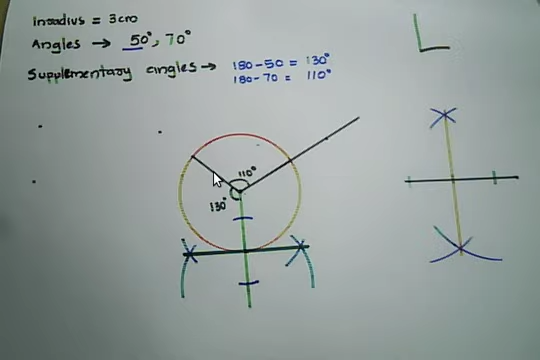 Inradius = 3cm
Angles → 50°, 70°
Supplementary angles → 180-50 = 130°
180-70 = 110°
110°
130°